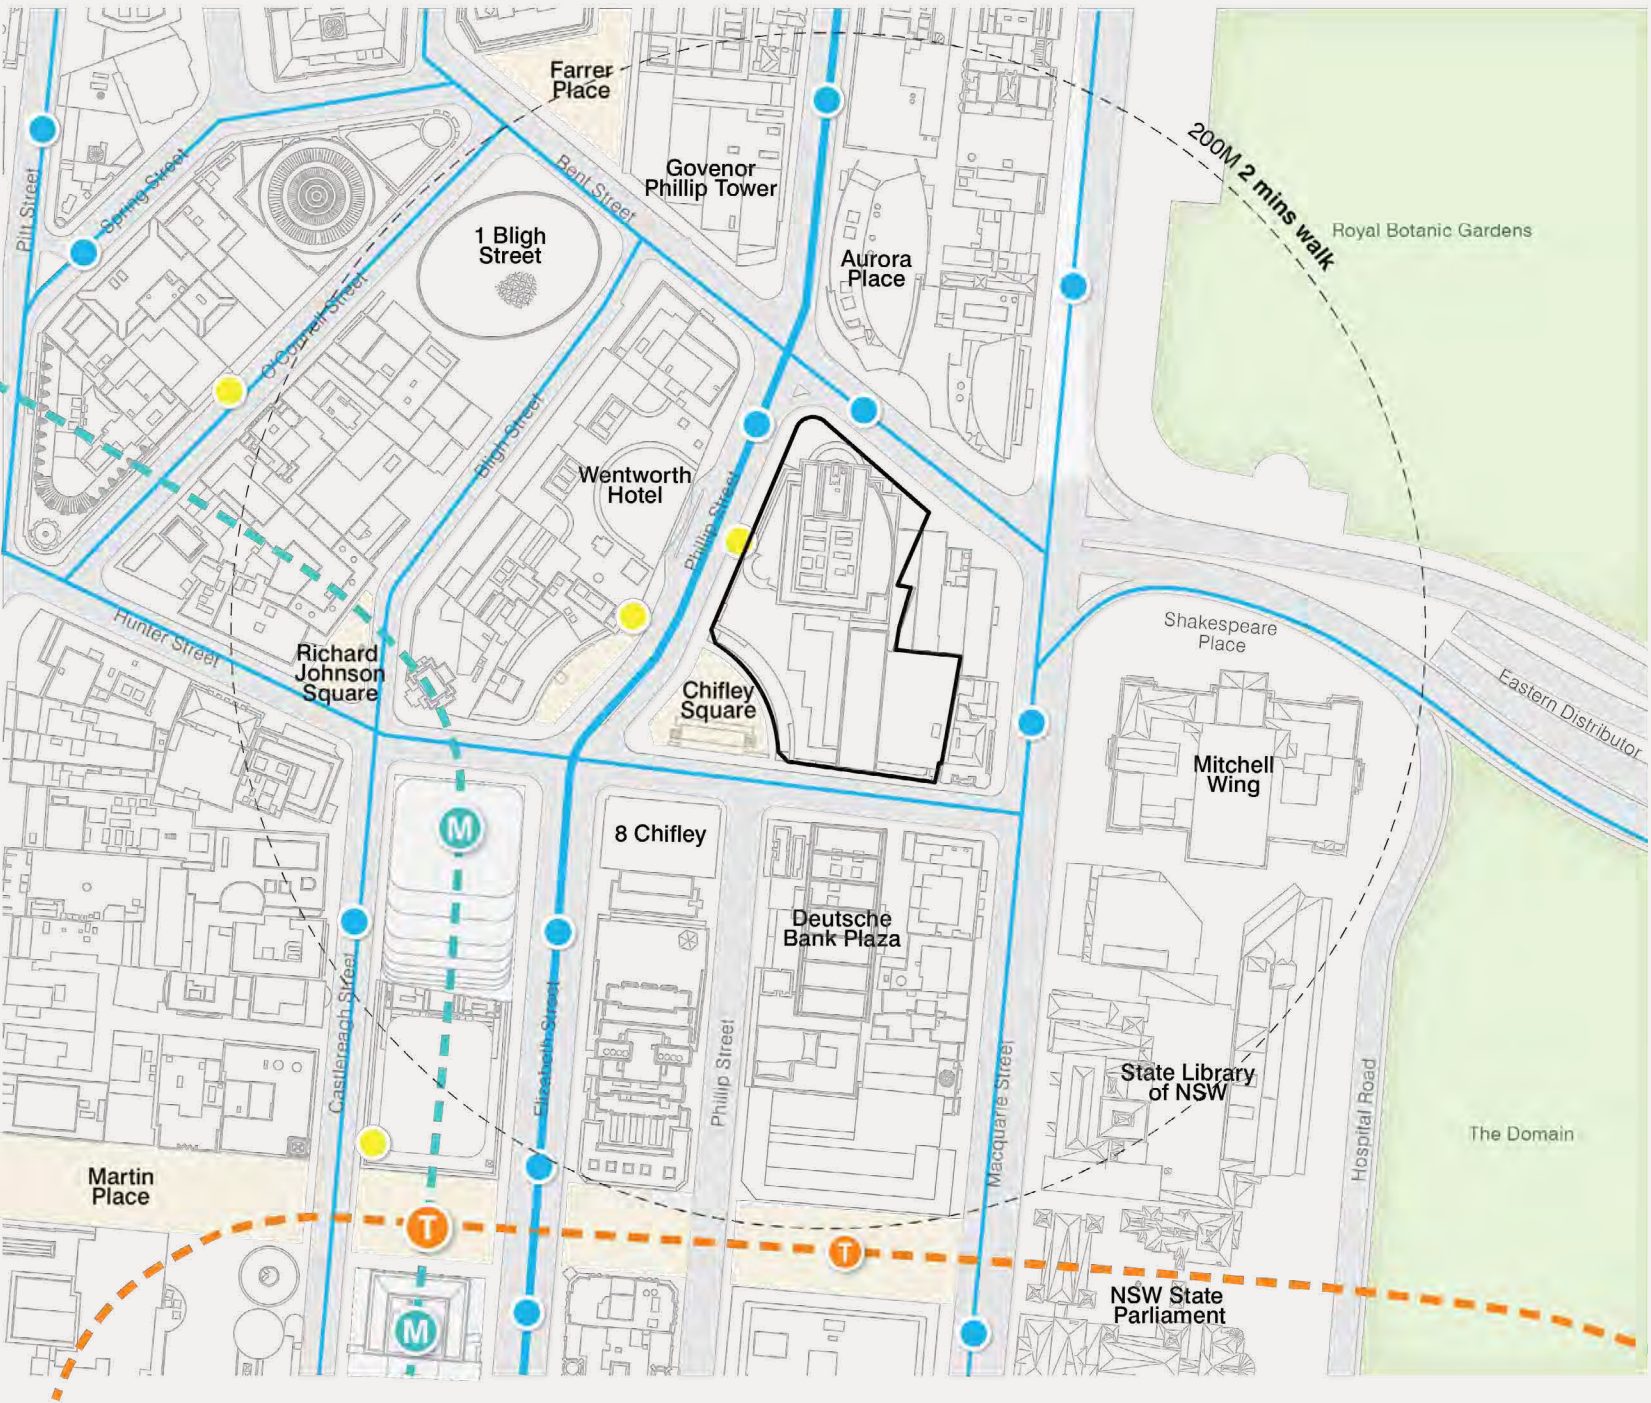 Farrer
Place
200M 2 mins walk
Govenor
Phillip Tower
Bent Street
Pitt Street
Spring Street
Royal Botanic Gardens
1 Bligh
Street
Aurora
Place
O'Connell Street
Bligh Street
Wentworth
Hotel
Phillip Street
Hunter Street
Shakespeare
Place
Richard
Johnson
Square
Chifley
Square
Eastern Distributor
Mitchell
Wing
M
8 Chifley
Deutsche
Bank Plaza
Castlereagh Street
Elizabeth Street
Phillip Street
Macquarie Street
State Library
of NSW
Hospital Road
The Domain
Martin
Place
T
T
NSW State
Parliament
M